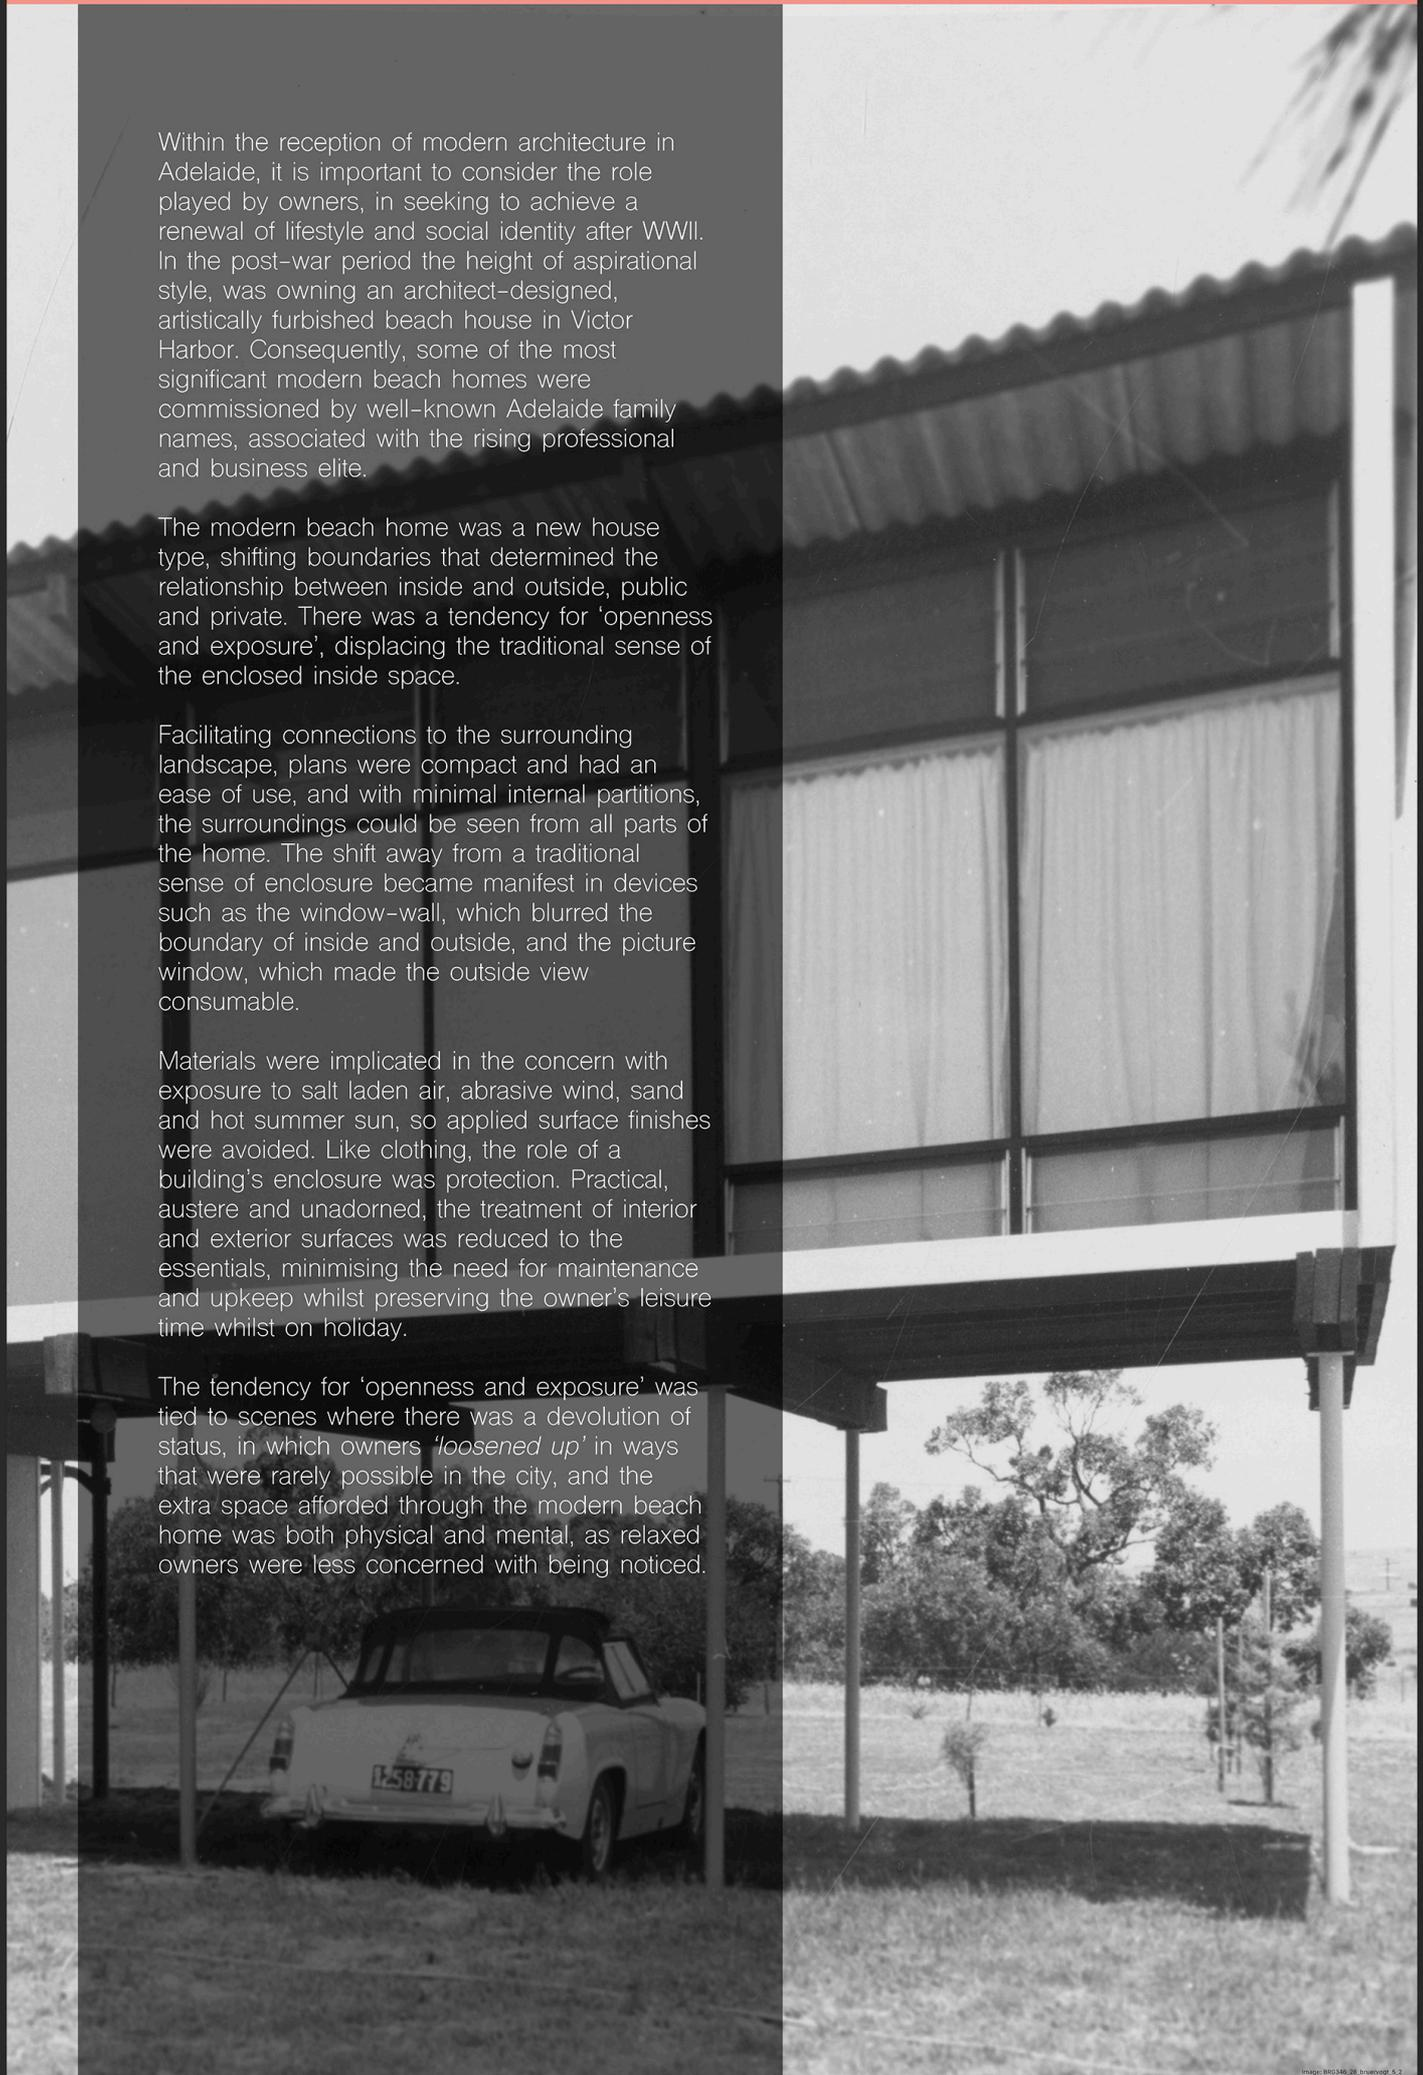 Within the reception of modern architecture in
Adelaide, it is important to consider the role
played by owners, in seeking to achieve a
renewal of lifestyle and social identity after WWII.
In the post-war period the height of aspirational
style, was owning an architect-designed,
artistically furbished beach house in Victor
Harbor. Consequently, some of the most
significant modern beach homes were
commissioned by well-known Adelaide family
names, associated with the rising professional
and business elite.
The modern beach home was a new house
type, shifting boundaries that determined the
relationship between inside and outside, public
and private. There was a tendency for ‘openness
and exposure’, displacing the traditional sense of
the enclosed inside space.
Facilitating connections to the surrounding
landscape, plans were compact and had an
ease of use, and with minimal internal partitions,
the surroundings could be seen from all parts of
the home. The shift away from a traditional
sense of enclosure became manifest in devices
such as the window-wall, which blurred the
boundary of inside and outside, and the picture
window, which made the outside view
consumable.
Materials were implicated in the concern with
exposure to salt laden air, abrasive wind, sand
and hot summer sun, so applied surface finishes
were avoided. Like clothing, the role of a
building’s enclosure was protection. Practical,
austere and unadorned, the treatment of interior
and exterior surfaces was reduced to the
essentials, minimising the need for maintenance
and upkeep whilst preserving the owner’s leisure
time whilst on holiday.
The tendency for ‘openness and exposure’ was
tied to scenes where there was a devolution of
status, in which owners ‘loosened up’ in ways
that were rarely possible in the city, and the
extra space afforded through the modern beach
home was both physical and mental, as relaxed
owners were less concerned with being noticed.
1258-779